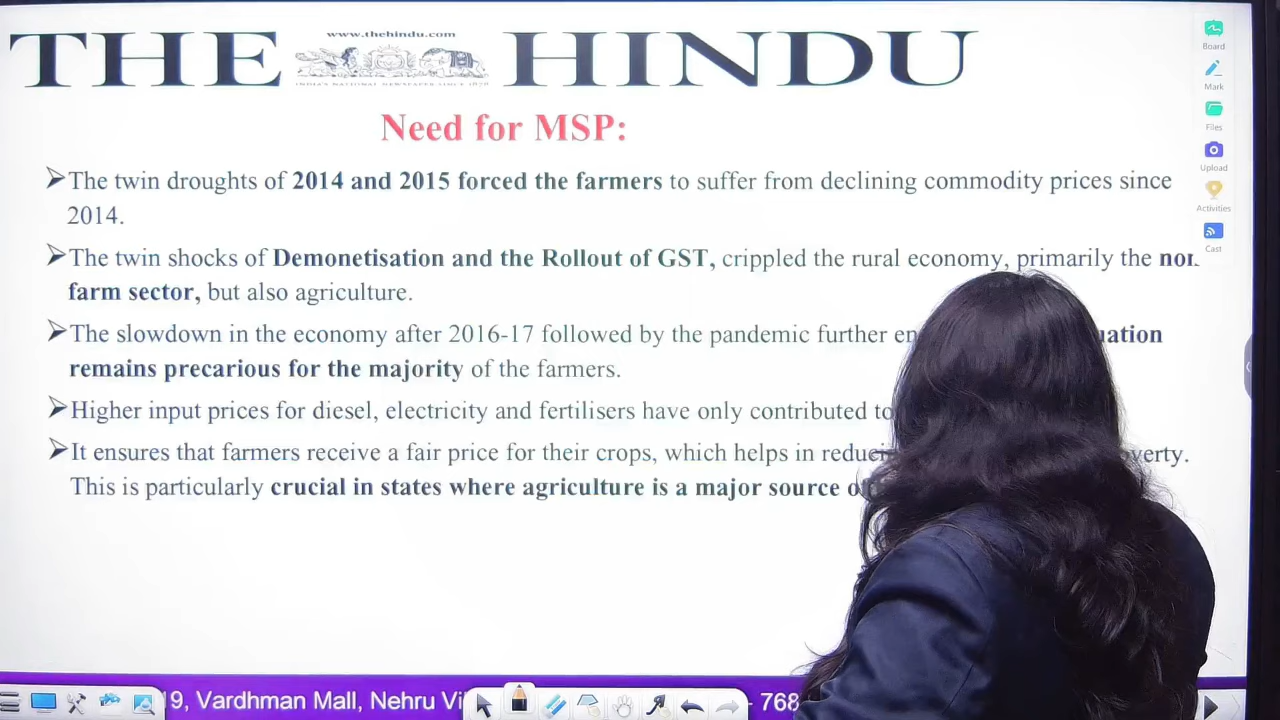 www.thehindu.com
THE HINDU
INDIA'S NATIONAL NEWSPAPER SINCE 1878
Need for MSP:
➢The twin droughts of 2014 and 2015 forced the farmers to suffer from declining commodity prices since
2014.
➢The twin shocks of Demonetisation and the Rollout of GST, crippled the rural economy, primarily the
farm sector, but also agriculture.
➢The slowdown in the economy after 2016-17 followed by the pandemic further
remains precarious for the majority of the farmers.
➢Higher input prices for diesel, electricity and fertilisers have only contributed to
➢It ensures that farmers receive a fair price for their crops, which helps in
This is particularly crucial in states where agriculture is a major source
Board
Mark
Files
Upload
Activities
Cast
19, Vardhman Mall, Nehru - 768